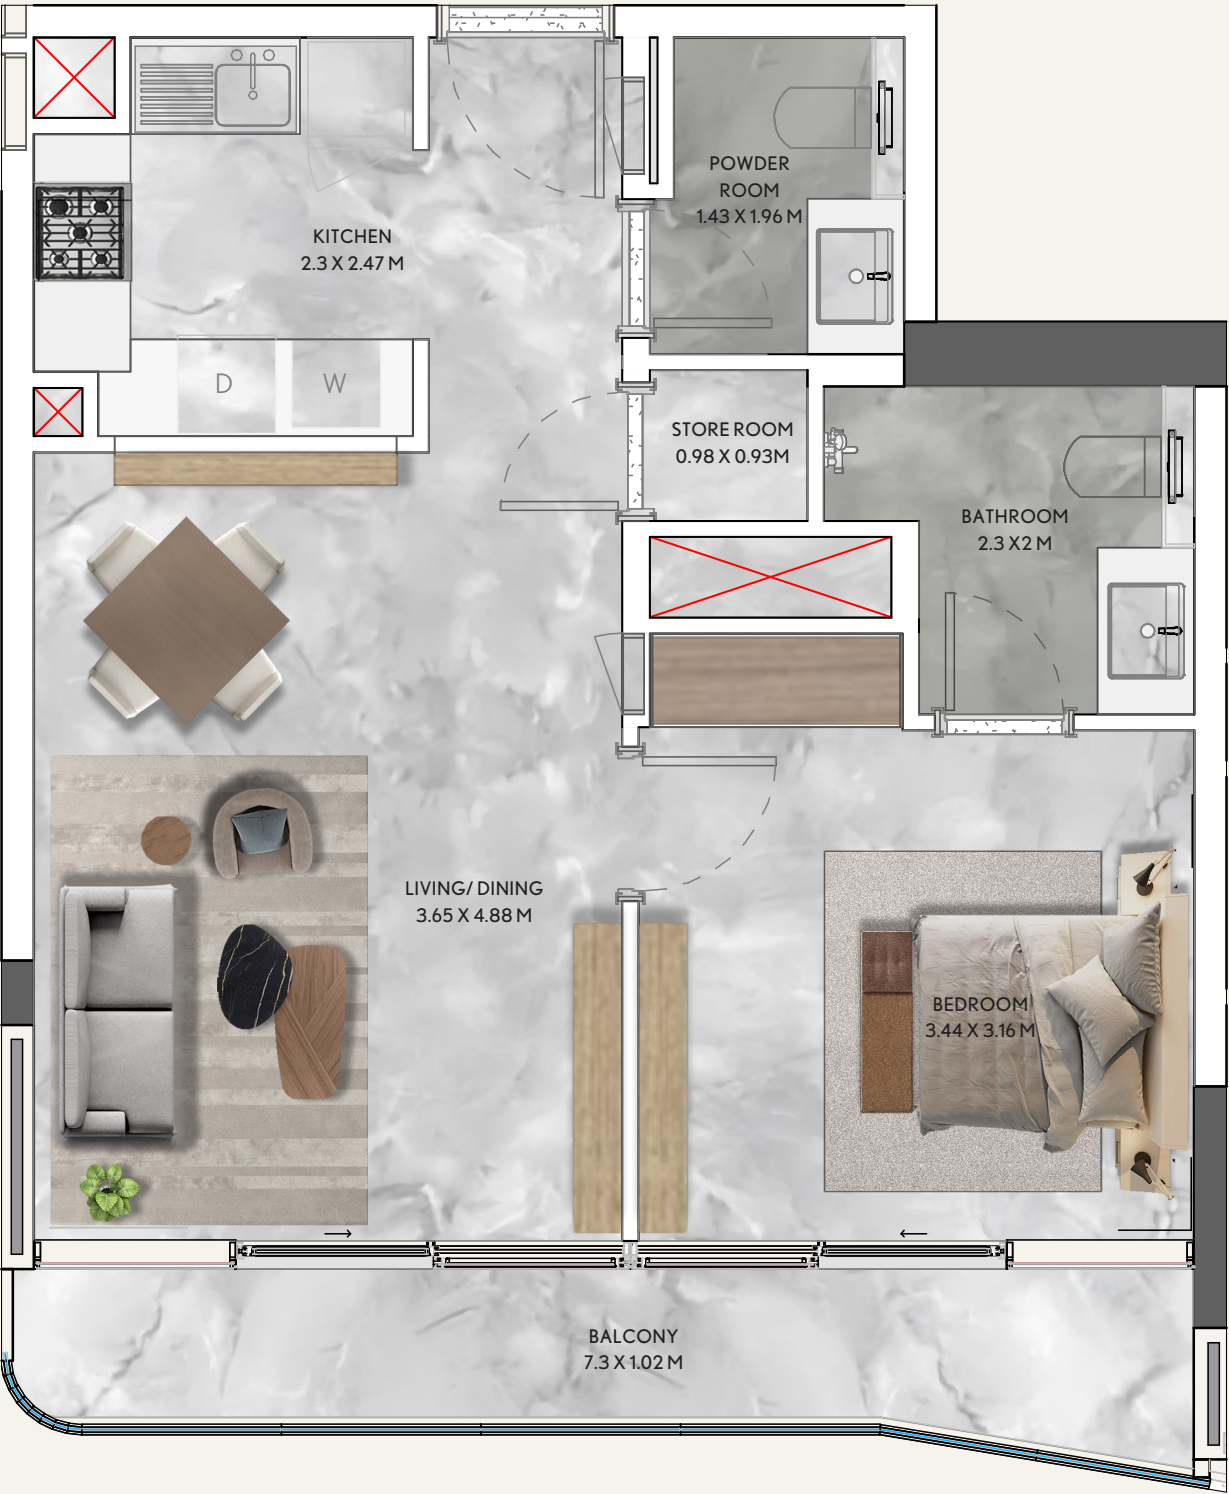 POWDER
ROOM
1.43 X 1.96 M
KITCHEN
2.3 X 2.47 M
D
W
STORE ROOM
0.98 X 0.93M
BATHROOM
2.3 X2 M
LIVING/ DINING
3.65 X 4.88 M
BEDROOM
3.44 X 3.16 M
BALCONY
7.3 X 1.02 M